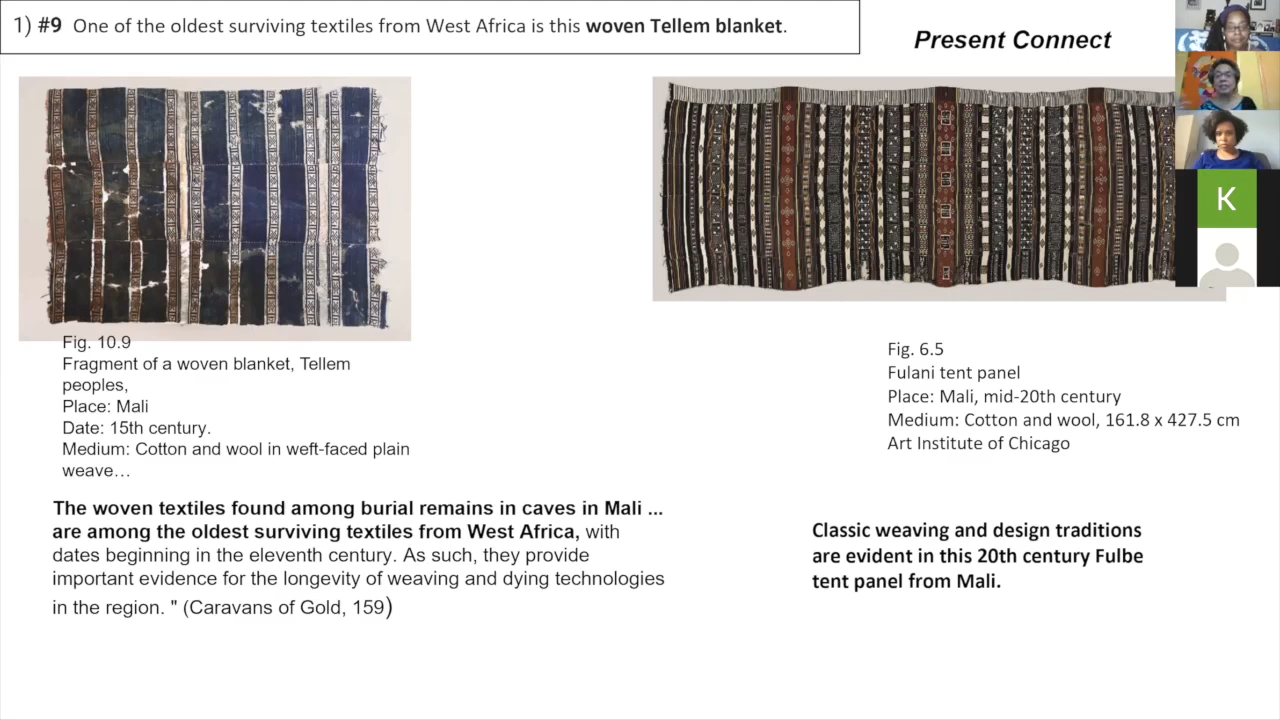 1) #9 One of the oldest surviving textiles from West Africa is this woven Tellem blanket.
Present Connect
Fig. 10.9
Fragment of a woven blanket, Tellem
peoples,
Place: Mali
Date: 15th century.
Medium: Cotton and wool in weft-faced plain
weave…
Fig. 6.5
Fulani tent panel
Place: Mali, mid-20th century
Medium: Cotton and wool, 161.8 x 427.5 cm
Art Institute of Chicago
The woven textiles found among burial remains in caves in Mali ...
are among the oldest surviving textiles from West Africa, with
dates beginning in the eleventh century. As such, they provide
important evidence for the longevity of weaving and dying technologies
in the region. " (Caravans of Gold, 159)
Classic weaving and design traditions
are evident in this 20th century Fulbe
tent panel from Mali.
K